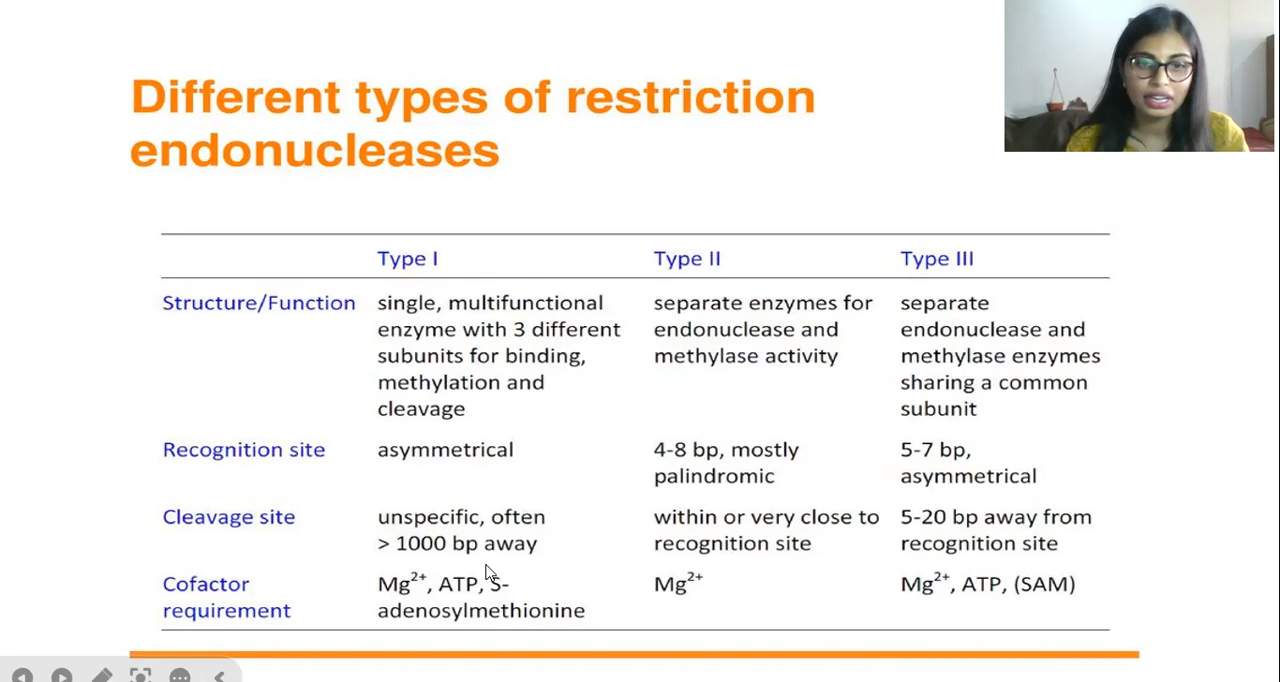 Different types of restriction
endonucleases
Type I Type II Type III
Structure/Function
single, multifunctional
enzyme with 3 different
subunits for binding,
methylation and
cleavage
separate enzymes for
endonuclease and
methylase activity
separate
endonuclease and
methylase enzymes
sharing a common
subunit
Recognition site
asymmetrical
4-8 bp, mostly
palindromic
5-7 bp,
asymmetrical
Cleavage site
unspecific, often
> 1000 bp away
within or very close to
recognition site
5-20 bp away from
recognition site
Cofactor
requirement
Mg²⁺, ATP, S-
adenosylmethionine
Mg²⁺
Mg²⁺, ATP, (SAM)